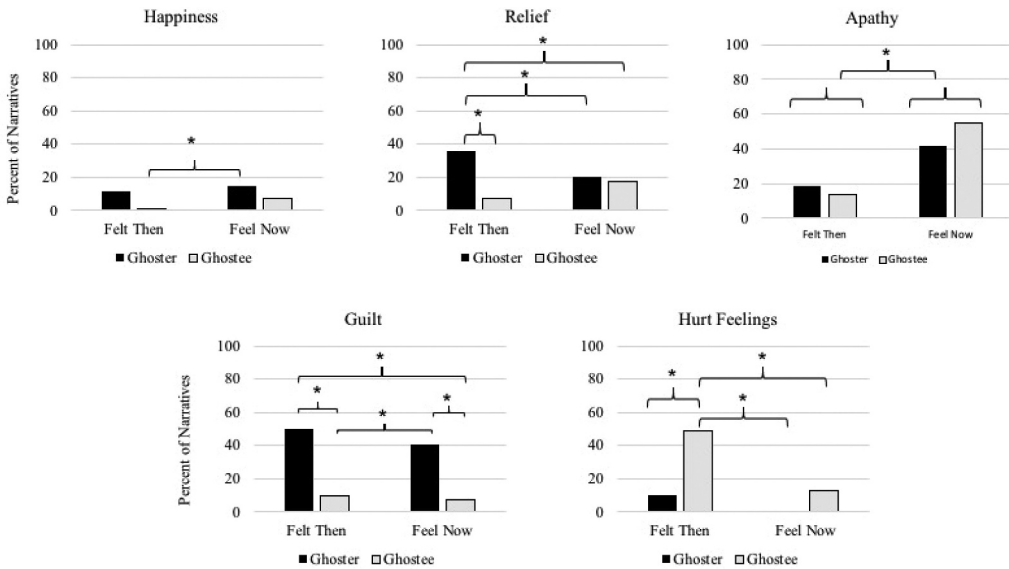 Happiness
Percent of Narratives
100
80
60
40
20
0
*
Felt Then Feel Now
Ghoster Ghostee
Relief
100
80
60
40
20
0
*
*
*
Felt Then Feel Now
Ghoster Ghostee
Apathy
100
80
60
40
20
0
*
Felt Then Feel Now
Ghoster Ghostee
Guilt
Percent of Narratives
100
80
60
40
20
0
*
*
*
*
Felt Then Feel Now
Ghoster Ghostee
Hurt Feelings
100
80
60
40
20
0
*
*
*
Felt Then Feel Now
Ghoster Ghostee